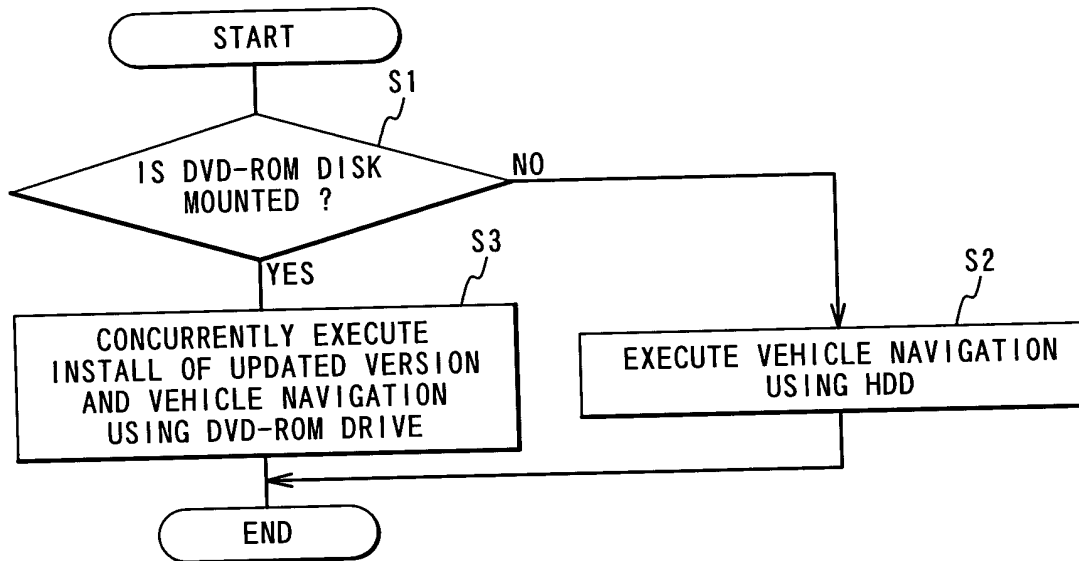 START
S1
IS DVD-ROM DISK
MOUNTED ?
NO
YES
S3
CONCURRENTLY EXECUTE
INSTALL OF UPDATED VERSION
AND VEHICLE NAVIGATION
USING DVD-ROM DRIVE
S2
EXECUTE VEHICLE NAVIGATION
USING HDD
END